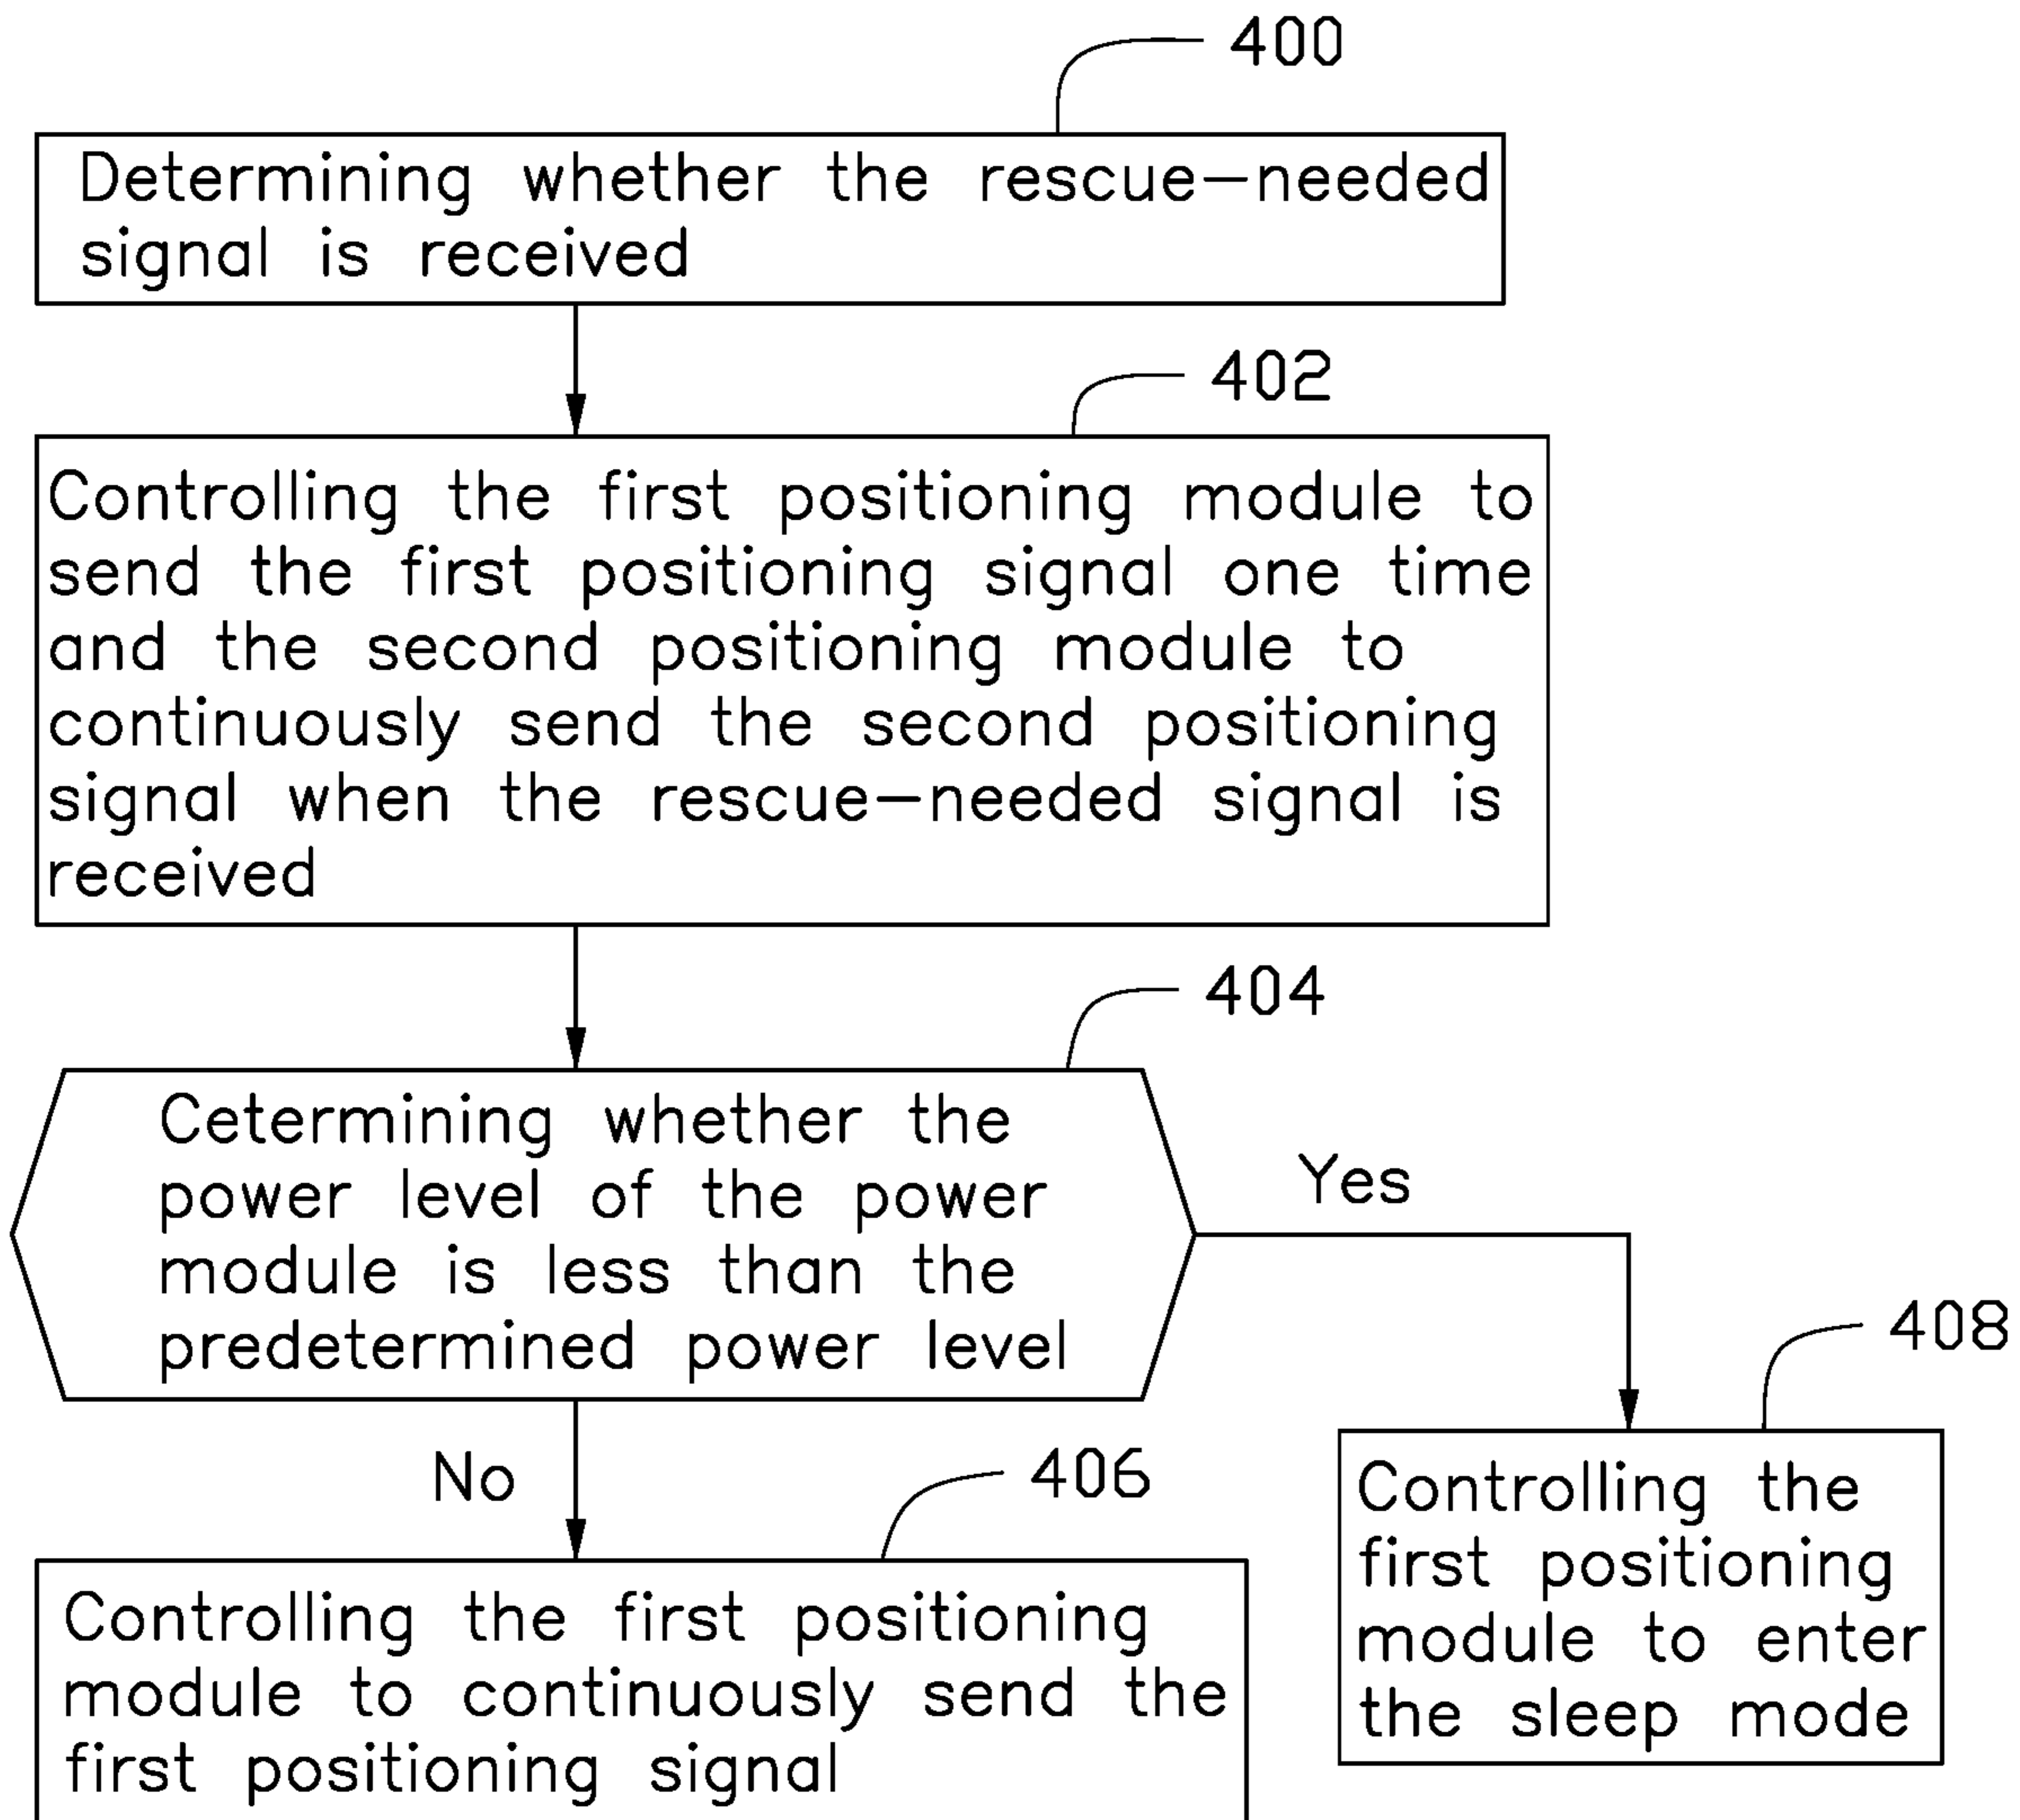 400
Determining whether the rescue-needed
signal is received
402
Controlling the first positioning module to
send the first positioning signal one time
and the second positioning module to
continuously send the second positioning
signal when the rescue-needed signal is
received
404
Cetermining whether the
power level of the power
module is less than the
predetermined power level
Yes
408
No
406
Controlling the
first positioning
module to enter
the sleep mode
Controlling the first positioning
module to continuously send the
first positioning signal